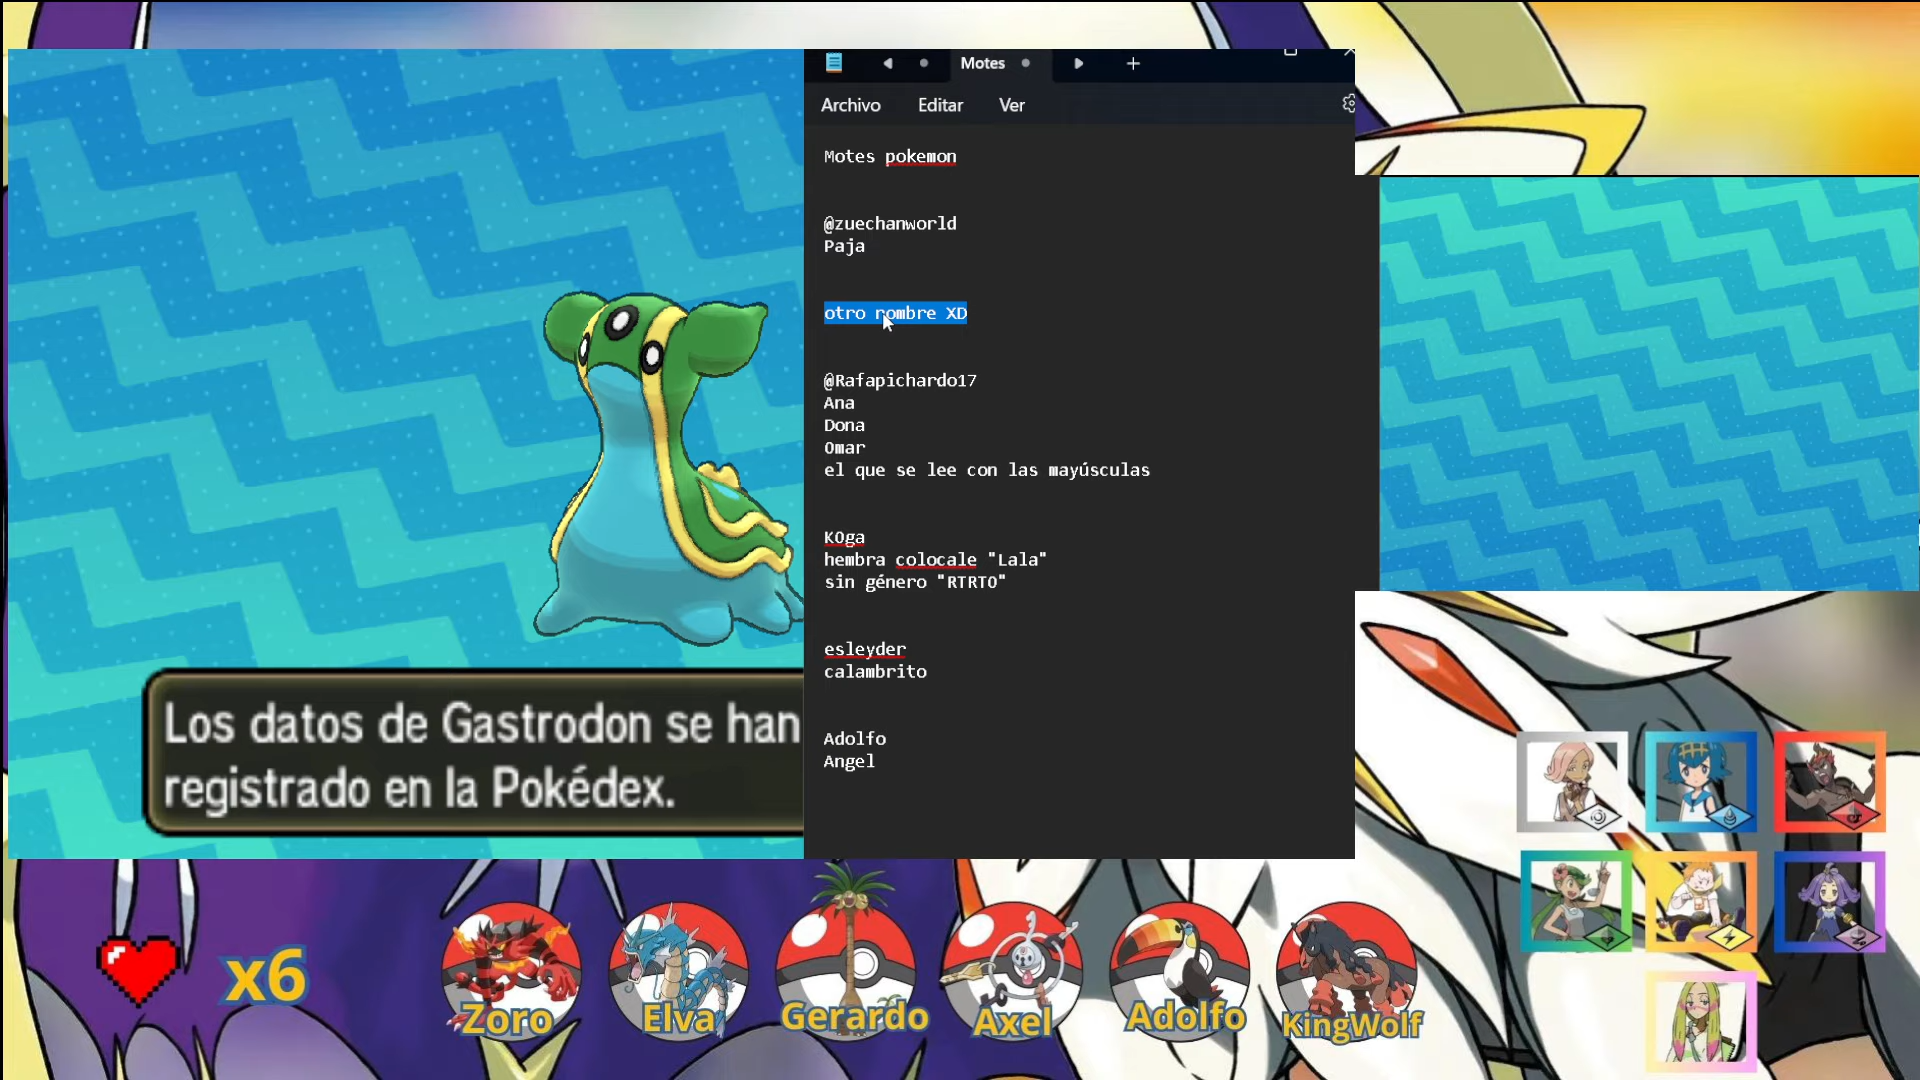 Motes
Archivo Editar Ver
Motes pokemon
@zuechanworld
Paja
otro nombre XD
@Rafapichardo17
Ana
Dona
Omar
el que se lee con las mayúsculas
KOga
hembra colocale "Lala"
sin género "RTRTO"
esleyder
calambrito
Adolfo
Angel
Los datos de Gastrodon se han
registrado en la Pokédex.
x6
Zoro Elva Gerardo Axel Adolfo KingWolf